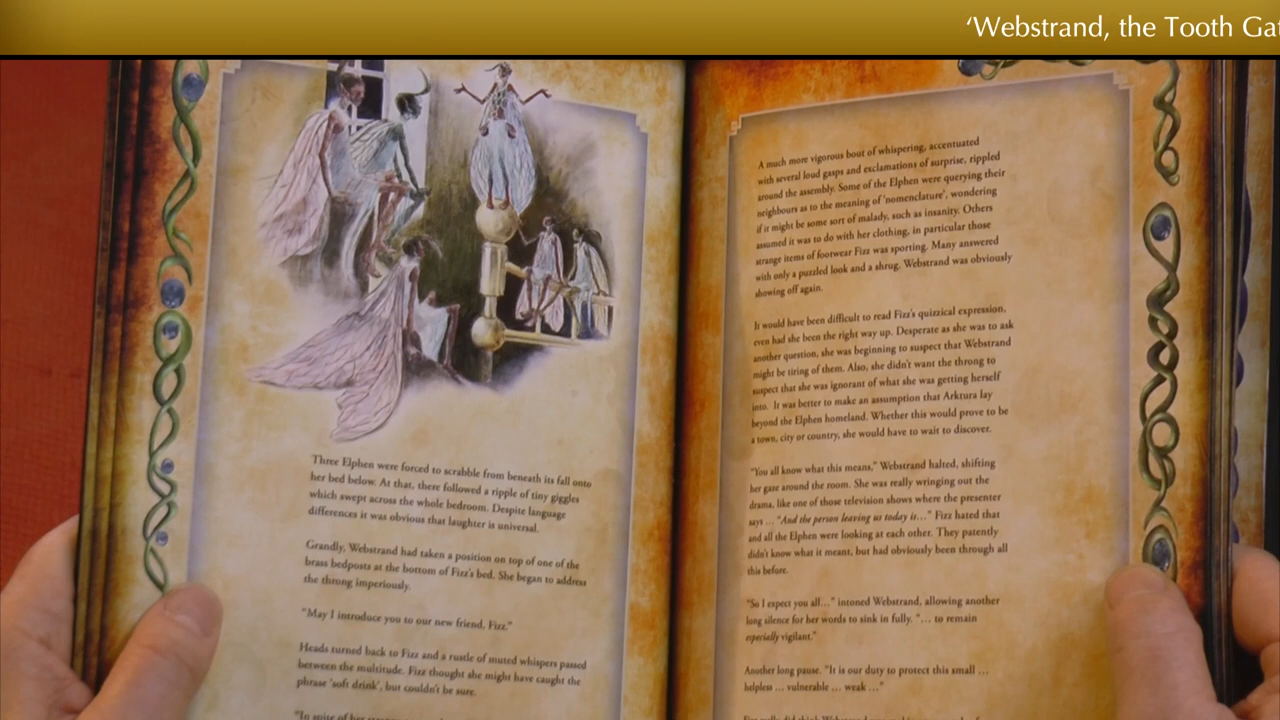 ‘Webstrand, the Tooth Gat
Three Elphen were forced to scrabble from beneath its fall onto
her bed below. At that, there followed a ripple of tiny giggles
which swept across the whole bedroom. Despite language
differences it was obvious that laughter is universal.
Grandly, Webstrand had taken a position on top of one of the
brass bedposts at the bottom of Fizz's bed. She began to address
the throng imperiously.
"May I introduce you to our new friend, Fizz."
Heads turned back to Fizz and a rustle of muted whispers passed
between the multitude. Fizz thought she might have caught the
phrase 'soft drink', but couldn't be sure.
"In spite of her
A much more vigorous bout of whispering, accentuated
with several loud gasps and exclamations of surprise, rippled
around the assembly. Some of the Elphen were querying their
neighbours as to the meaning of 'nomenclature', wondering
if it might be some sort of malady, such as insanity. Others
assumed it was to do with her clothing, in particular those
strange items of footwear Fizz was sporting. Many answered
with only a puzzled look and a shrug. Webstrand was obviously
showing off again.
It would have been difficult to read Fizz's quizzical expression,
even had she been the right way up. Desperate as she was to ask
another question, she was beginning to suspect that Webstrand
might be tiring of them. Also, she didn't want the throng to
suspect that she was ignorant of what she was getting herself
into. It was better to make an assumption that Arktura lay
beyond the Elphen homeland. Whether this would prove to be
a town, city or country, she would have to wait to discover.
"You all know what this means," Webstrand halted, shifting
her gaze around the room. She was really wringing out the
drama, like one of those television shows where the presenter
says ... "And the person leaving us today is..." Fizz hated that
and all the Elphen were looking at each other. They patently
didn't know what it meant, but had obviously been through all
this before.
"So I expect you all..." intoned Webstrand, allowing another
long silence for her words to sink in fully. "... to remain
especially vigilant."
Another long pause. "It is our duty to protect this small ...
helpless ... vulnerable ... weak ..."